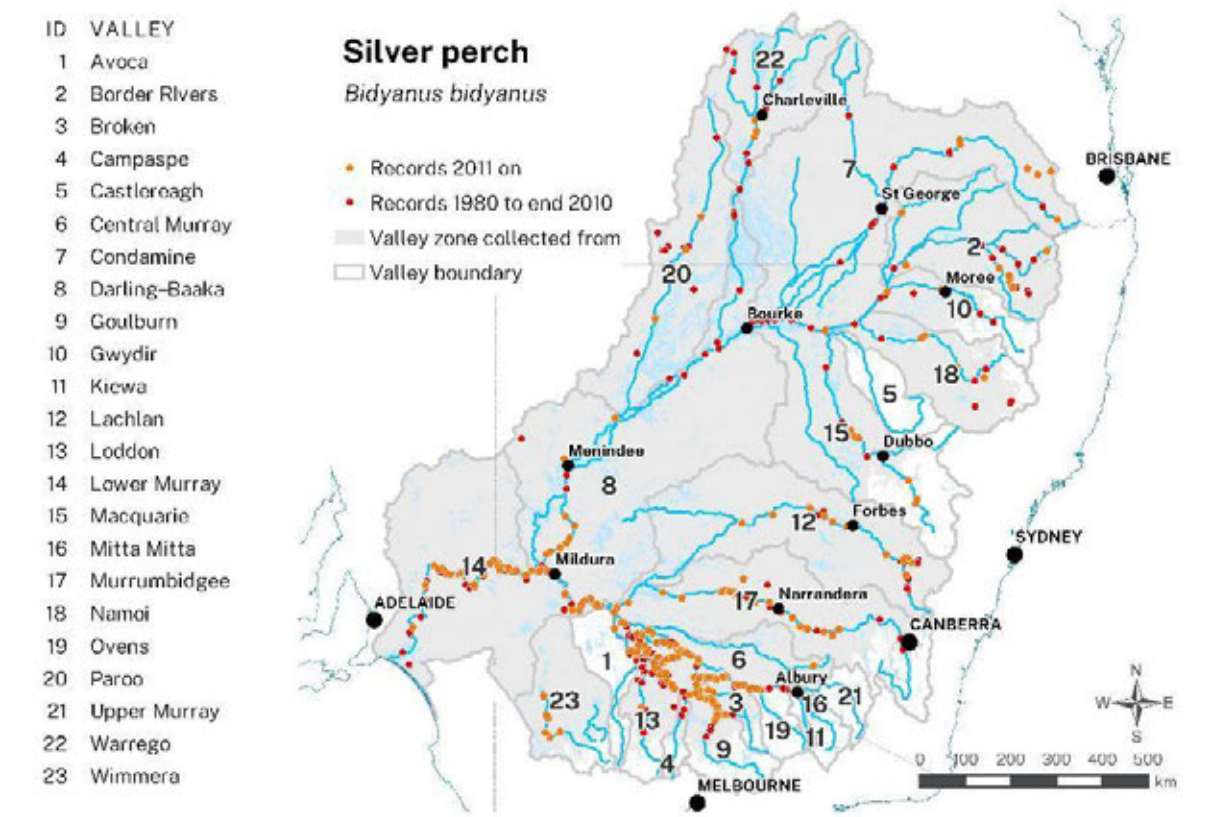 ID VALLEY
1 Avoca
2 Border RIvers
3 Broken
4 Campaspe
5 Castlereagh
6 Central Murray
7 Condamine
8 Darling–Baaka
9 Goulburn
10 Gwydir
11 Kiewa
12 Lachlan
13 Loddon
14 Lower Murray
15 Macquarie
16 Mitta Mitta
17 Murrumbidgee
18 Namoi
19 Ovens
20 Paroo
21 Upper Murray
22 Warrego
23 Wimmera
Silver perch
Bidyanus bidyanus
Records 2011 on
Records 1980 to end 2010
Valley zone collected from
Valley boundary
22
Charleville
BRISBANE
7
St George
2
20
Moree
10
Bourke
18
5
15
Dubbo
Menindee
8
12
Forbes
SYDNEY
14
Mildura
ADELAIDE
17
Narrandera
CANBERRA
1
6
Albury
23
3
16
21
13
19
11
9
4
MELBOURNE
N
W E
S
0 100 200 300 400 500
km